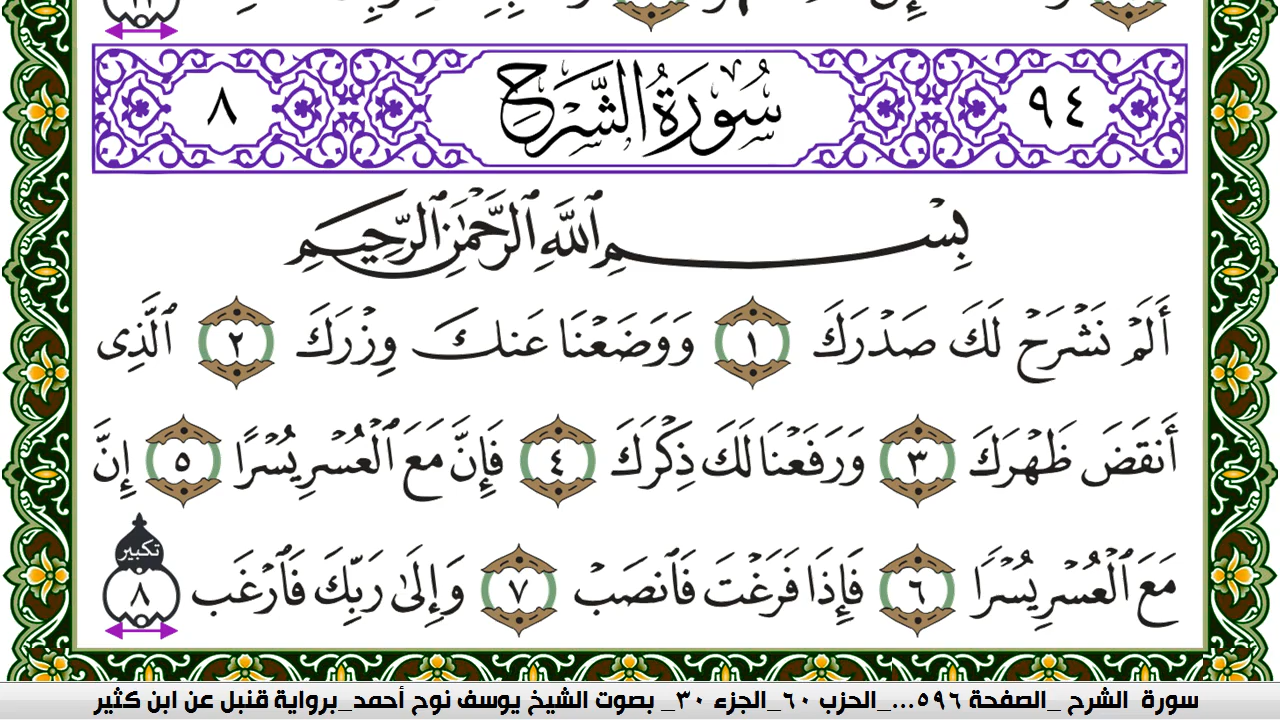 ٩٤ سُورَةُ الشَّرْحِ ٨
بِسْمِ ٱللَّهِ ٱلرَّحْمَٰنِ ٱلرَّحِيمِ
أَلَمْ نَشْرَحْ لَكَ صَدْرَكَ ١ وَوَضَعْنَا عَنكَ وِزْرَكَ ٢ ٱلَّذِى
أَنقَضَ ظَهْرَكَ ٣ وَرَفَعْنَا لَكَ ذِكْرَكَ ٤ فَإِنَّ مَعَ ٱلْعُسْرِ يُسْرًا ٥ إِنَّ
مَعَ ٱلْعُسْرِ يُسْرًا ٦ فَإِذَا فَرَغْتَ فَٱنصَبْ ٧ وَإِلَىٰ رَبِّكَ فَٱرْغَب ٨ تكبير
سورة الشرح _الصفحة ٥٩٦..._الحزب ٦٠_الجزء ٣٠_ بصوت الشيخ يوسف نوح أحمد_برواية قنبل عن ابن كثير